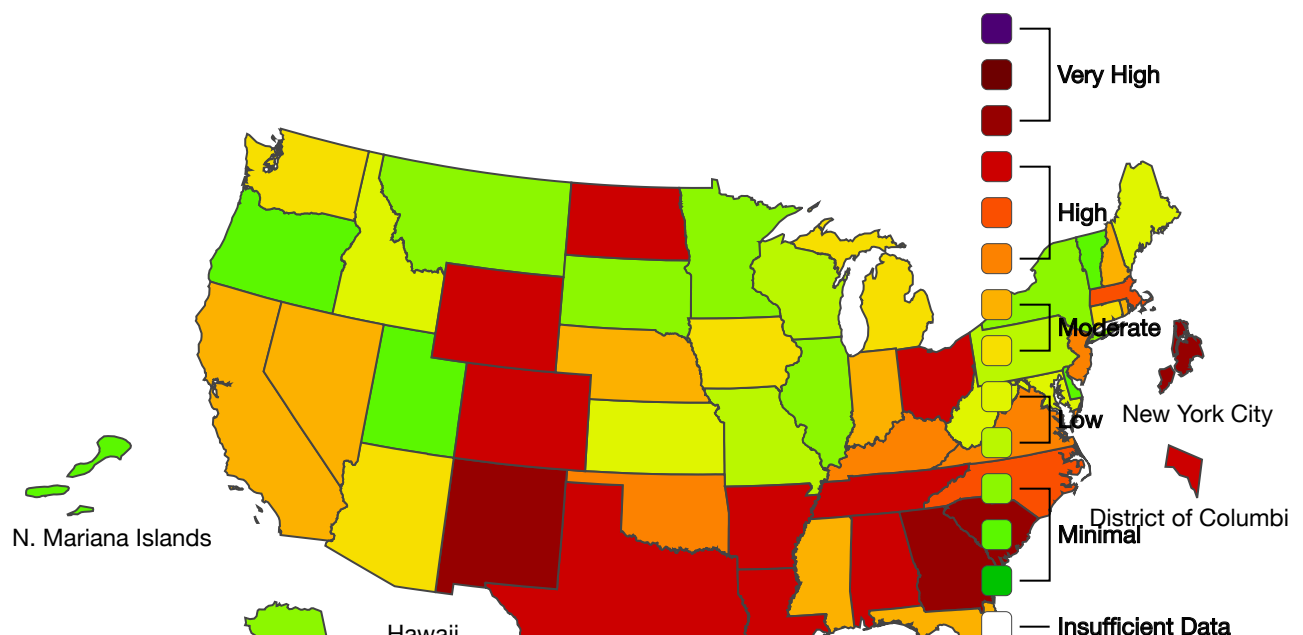 Very High
High
Moderate
Low
New York City
District of Columbi
Minimal
N. Mariana Islands
Insufficient Data
Hawaii